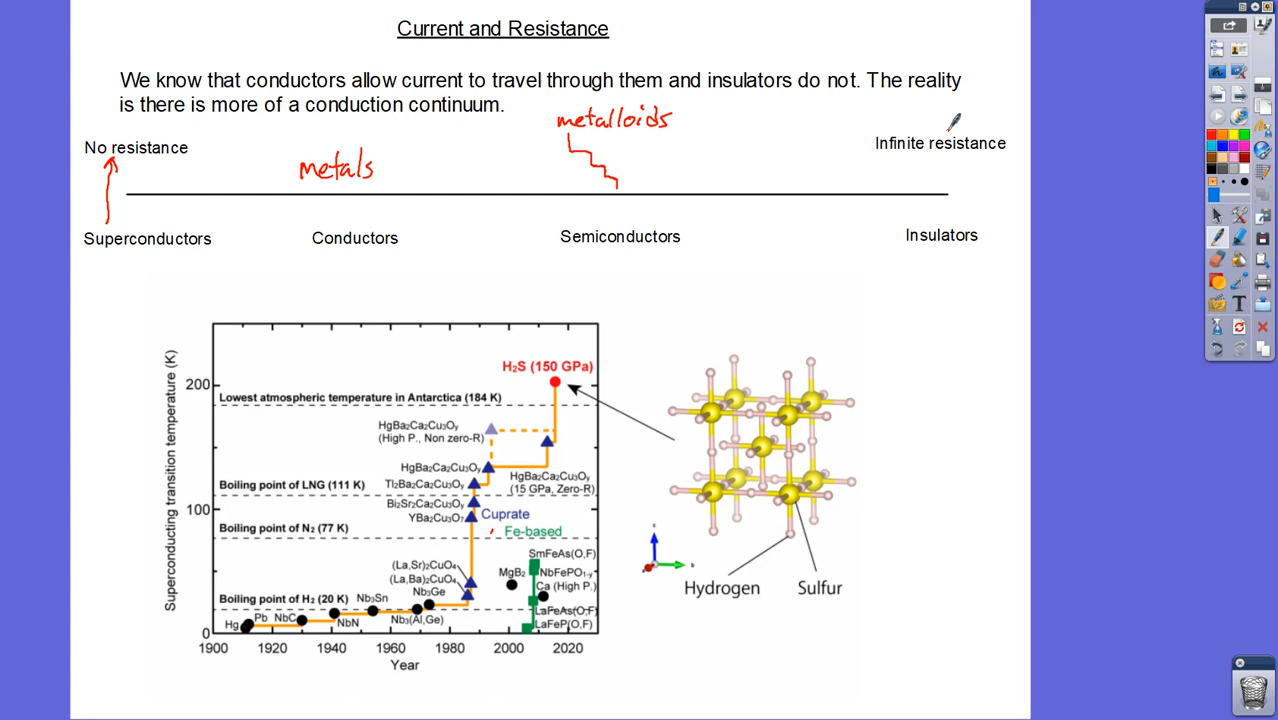 Current and Resistance
We know that conductors allow current to travel through them and insulators do not. The reality
is there is more of a conduction continuum.
metalloids
No resistance
Infinite resistance
metals
Superconductors
Conductors
Semiconductors
Insulators
Superconducting transition temperature (K)
200
100
0
H₂S (150 GPa)
Lowest atmospheric temperature in Antarctica (184 K)
HgBa₂Ca₂Cu₃Oy
(High P., Non zero-R)
HgBa₂Ca₂Cu₃Oy
HgBa₂Ca₂Cu₃Oy
(15 GPa, Zero-R)
Tl₂Ba₂Ca₂Cu₃Oy
Boiling point of LNG (111 K)
Bi₂Sr₂Ca₂Cu₃Oy
YBa₂Cu₃O₇
Cuprate
Boiling point of N₂ (77 K)
Fe-based
SmFeAs(O,F)
(La,Sr)₂CuO₄
(La,Ba)₂CuO₄
MgB₂
NbFePO₁₋y
Ca (High P.)
Nb₃Ge
Boiling point of H₂ (20 K)
Nb₃Sn
LaFeAs(O,F)
LaFeP(O,F)
Hg
Pb
NbC
NbN
Nb₃(Al,Ge)
1900 1920 1940 1960 1980 2000 2020
Year
c
b
Hydrogen
Sulfur
T